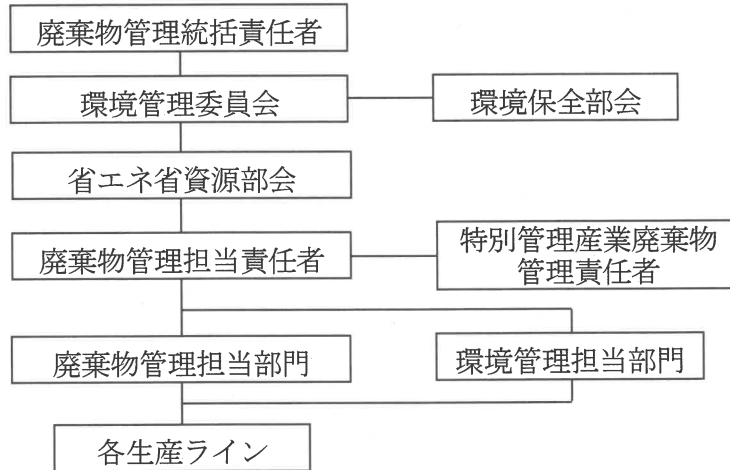 廃棄物管理統括責任者
環境管理委員会
環境保全部会
省エネ省資源部会
廃棄物管理担当責任者
特別管理産業廃棄物
管理責任者
廃棄物管理担当部門
環境管理担当部門
各生産ライン